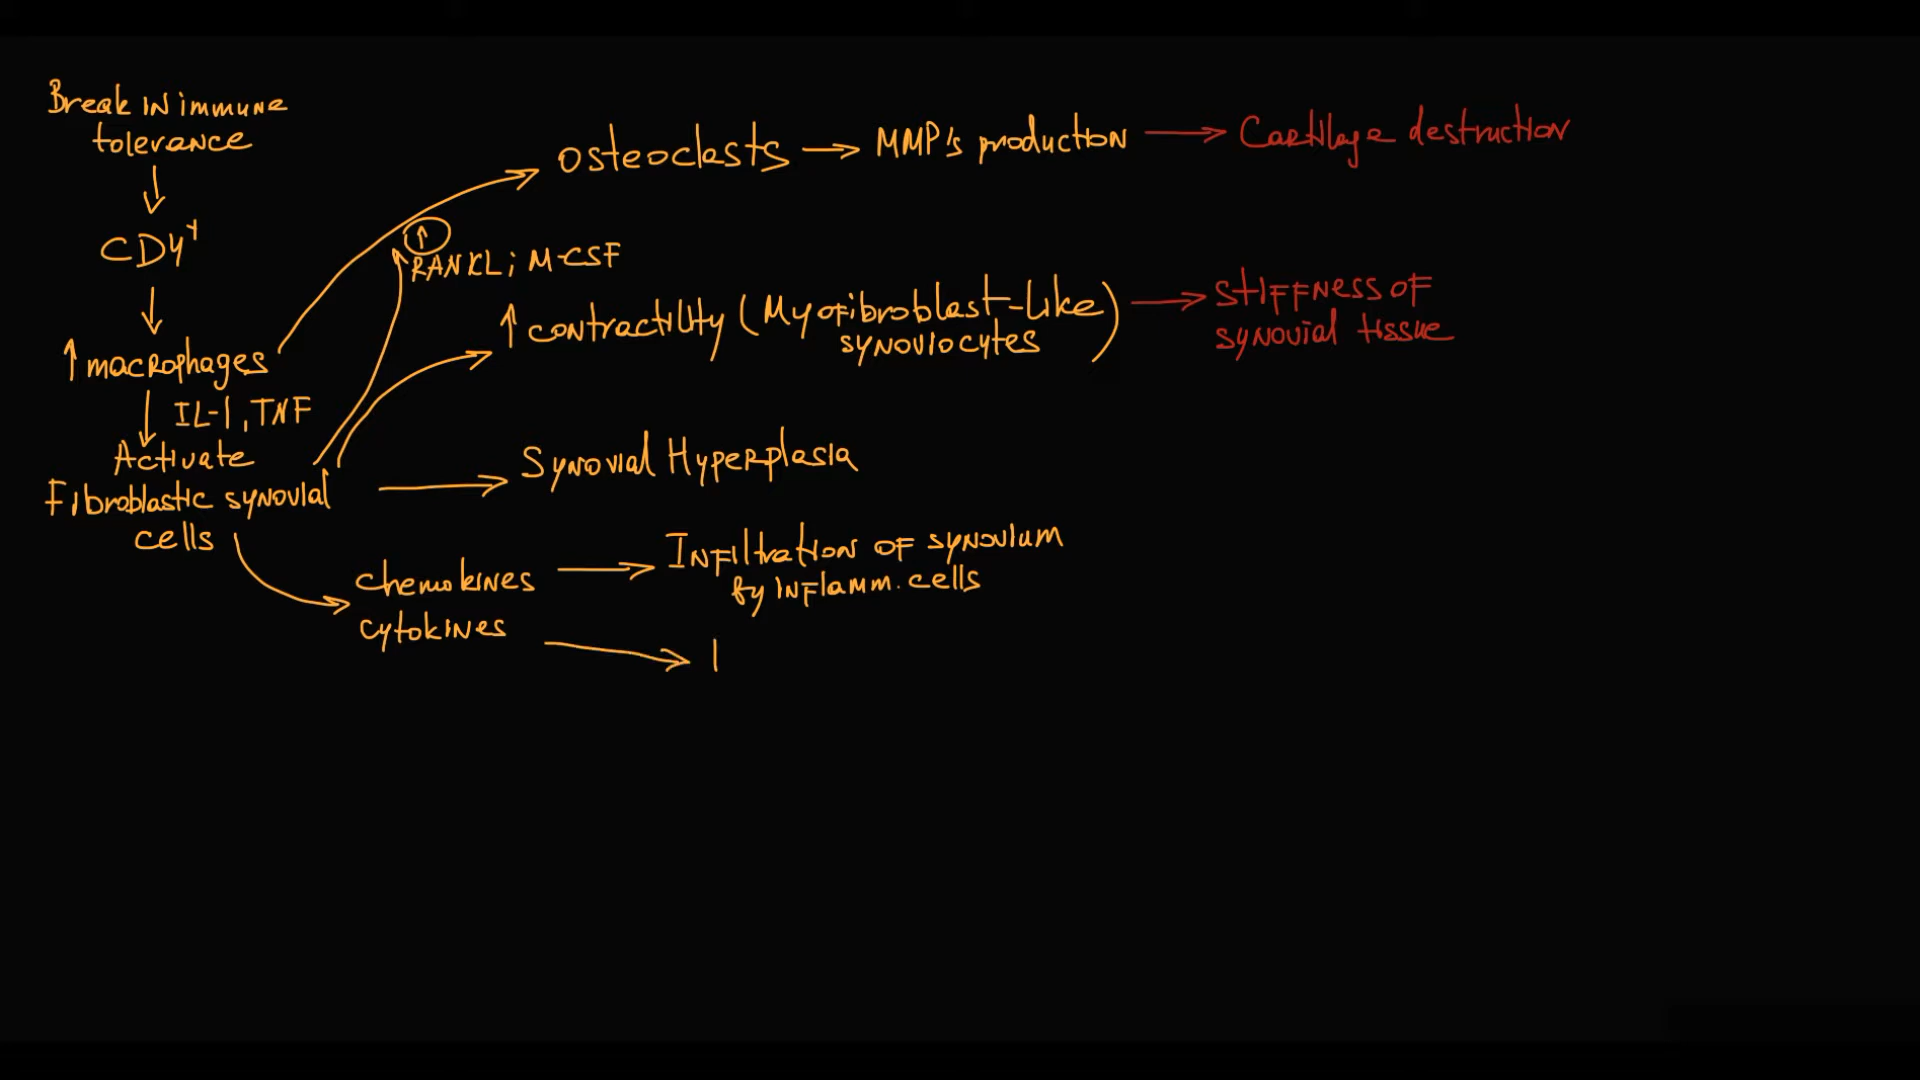 Break in immune
tolerance
CD4+
↑ macrophages
IL-1, TNF
Activate
Fibroblastic synovial
cells
osteoclasts → MMP's production → Cartilage destruction
↑
RANKL; M-CSF
↑ contractility (Myofibroblast-like
synoviocytes)
→ stiffness of
synovial tissue
Synovial Hyperplasia
chemokines → Infiltration of synovium
by inflamm. cells
cytokines →